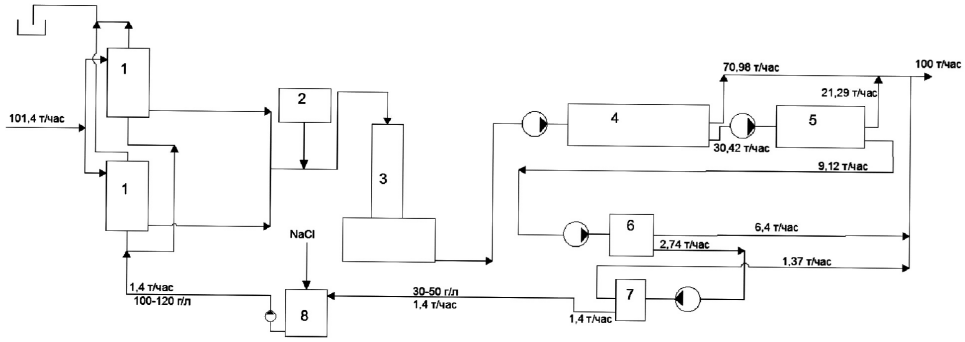 100 т/час
70,98 т/час
1
2
21,29 т/час
101,4 т/час
4
5
30,42 т/час
9,12 т/час
3
1
6
6,4 т/час
NaCl
2,74 т/час
1,37 т/час
1,4 т/час
100-120 г/л
30-50 г/л
1,4 т/час
7
8
1,4 т/час